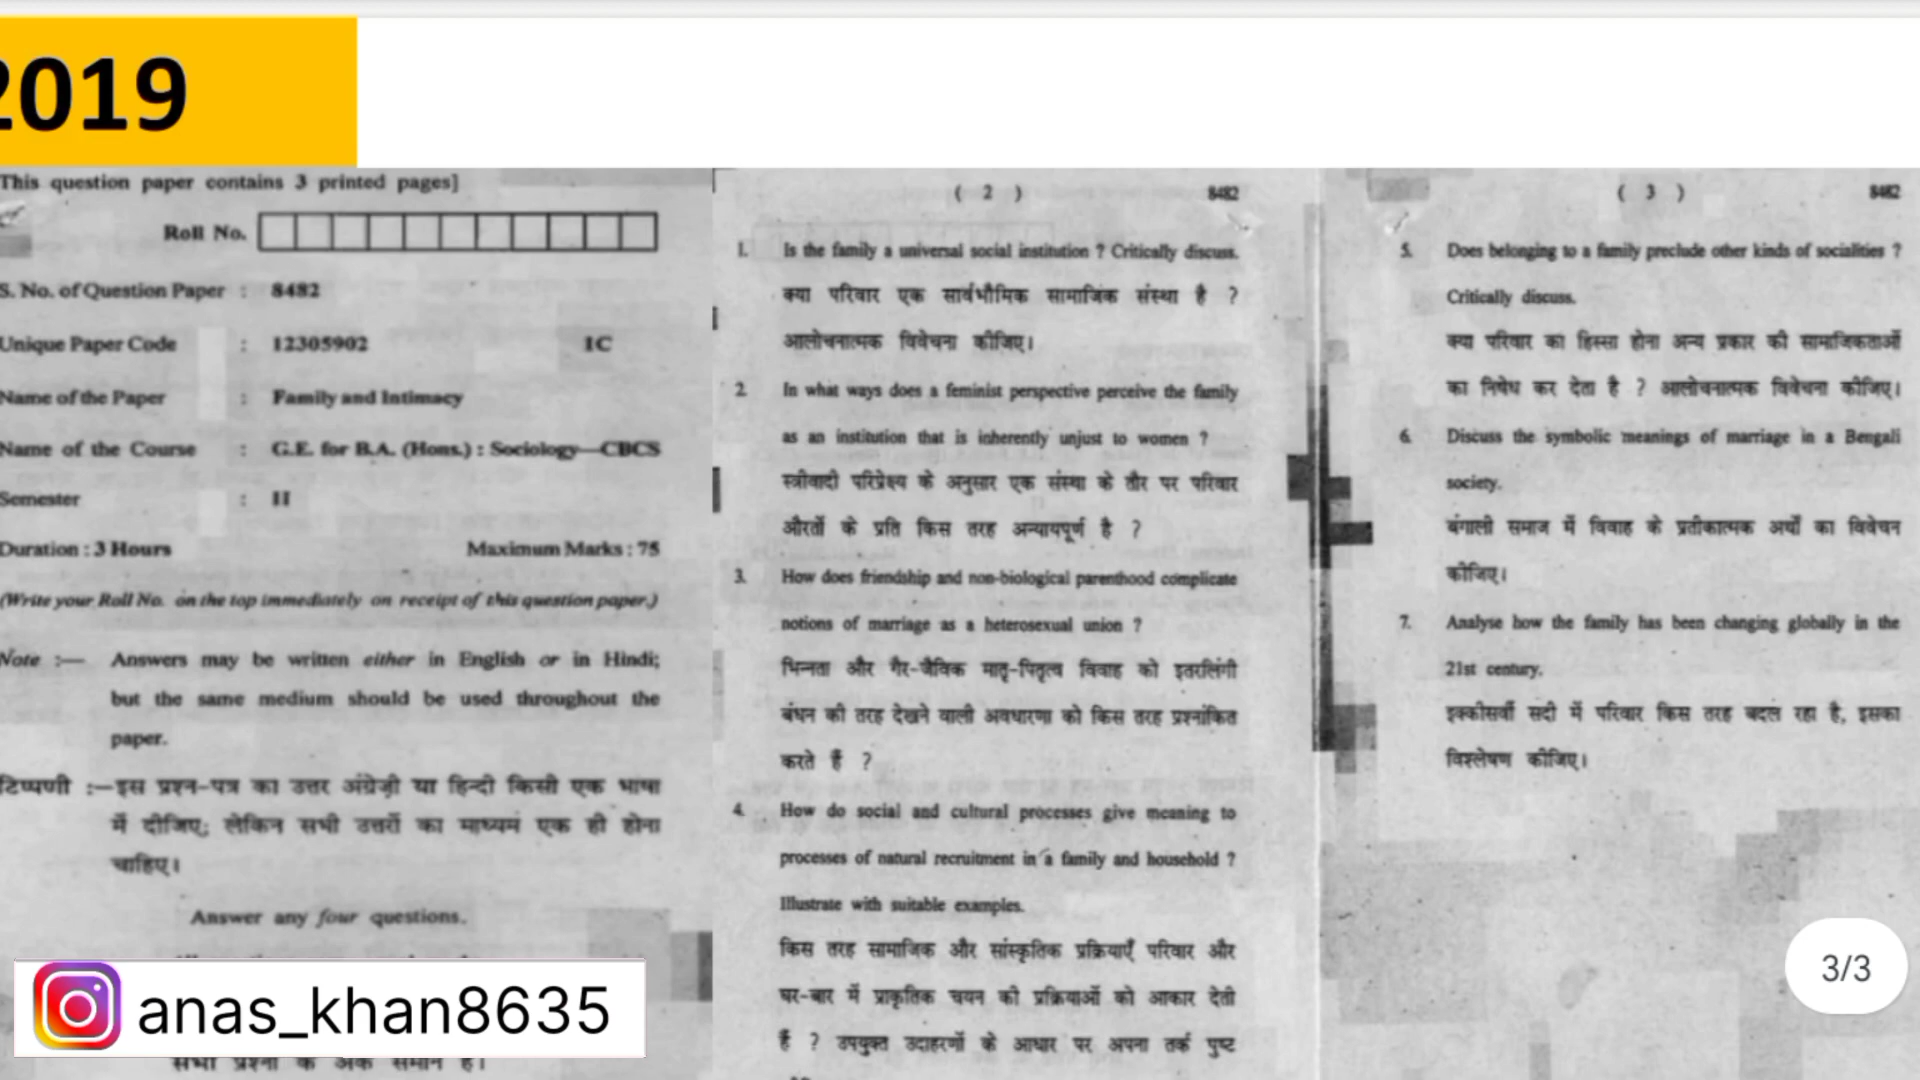 2019
This question paper contains 3 printed pages]
Roll No.
S. No. of Question Paper : 8482
Unique Paper Code : 12305902 IC
Name of the Paper : Family and Intimacy
Name of the Course : G.E. for B.A. (Hons.) : Sociology—CBCS
Semester : II
Duration : 3 Hours Maximum Marks : 75
(Write your Roll No. on the top immediately on receipt of this question paper.)
Note :— Answers may be written either in English or in Hindi;
but the same medium should be used throughout the
paper.
टिप्पणी :—इस प्रश्न-पत्र का उत्तर अंग्रेज़ी या हिन्दी किसी एक भाषा
में दीजिए; लेकिन सभी उत्तरों का माध्यम एक ही होना
चाहिए।
Answer any four questions.
anas_khan8635
सभी प्रश्नों के अंक समान हैं।
( 2 ) 8482
1. Is the family a universal social institution ? Critically discuss.
क्या परिवार एक सार्वभौमिक सामाजिक संस्था है ?
आलोचनात्मक विवेचना कीजिए।
2. In what ways does a feminist perspective perceive the family
as an institution that is inherently unjust to women ?
स्त्रीवादी परिप्रेक्ष्य के अनुसार एक संस्था के तौर पर परिवार
औरतों के प्रति किस तरह अन्यायपूर्ण है ?
3. How does friendship and non-biological parenthood complicate
notions of marriage as a heterosexual union ?
भिन्नता और गैर-जैविक मातृ-पितृत्व विवाह को इतरलिंगी
बंधन की तरह देखने वाली अवधारणा को किस तरह प्रश्नांकित
करते हैं ?
4. How do social and cultural processes give meaning to
processes of natural recruitment in a family and household ?
Illustrate with suitable examples.
किस तरह सामाजिक और सांस्कृतिक प्रक्रियाएँ परिवार और
घर-बार में प्राकृतिक चयन की प्रक्रियाओं को आकार देती
हैं ? उपयुक्त उदाहरणों के आधार पर अपना तर्क पुष्ट
( 3 ) 8482
5. Does belonging to a family preclude other kinds of socialities ?
Critically discuss.
क्या परिवार का हिस्सा होना अन्य प्रकार की सामाजिकताओं
का निषेध कर देता है ? आलोचनात्मक विवेचना कीजिए।
6. Discuss the symbolic meanings of marriage in a Bengali
society.
बंगाली समाज में विवाह के प्रतीकात्मक अर्थों का विवेचन
कीजिए।
7. Analyse how the family has been changing globally in the
21st century.
इक्कीसवीं सदी में परिवार किस तरह बदल रहा है, इसका
विश्लेषण कीजिए।
3/3